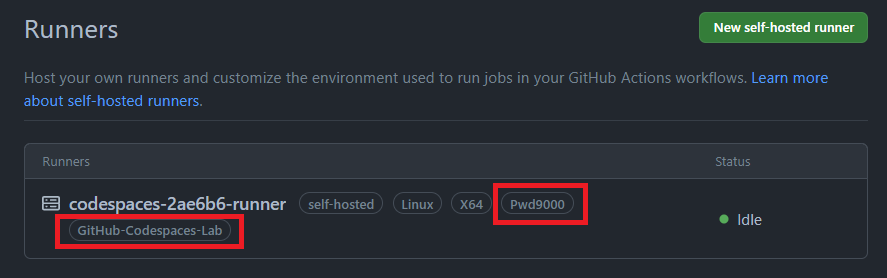 Runners
New self-hosted runner
Host your own runners and customize the environment used to run jobs in your GitHub Actions workflows. Learn more
about self-hosted runners.
Runners Status
codespaces-2ae6b6-runner self-hosted Linux X64 Pwd9000
GitHub-Codespaces-Lab
Idle